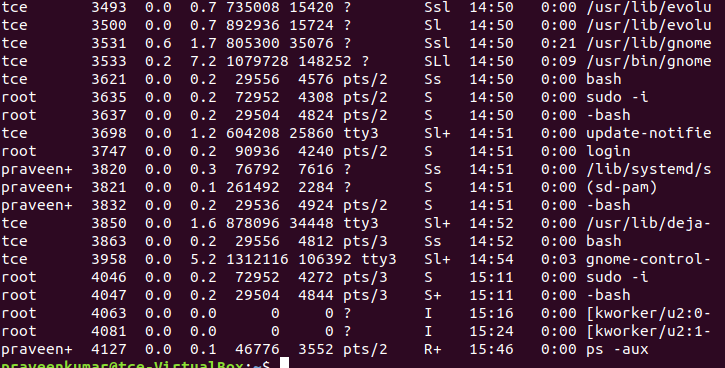 tce 3493 0.0 0.7 735008 15420 ? Ssl 14:50 0:00 /usr/lib/evolu
tce 3500 0.0 0.7 892936 15724 ? Sl 14:50 0:00 /usr/lib/evolu
tce 3531 0.6 1.7 805300 35076 ? Ssl 14:50 0:21 /usr/lib/gnome
tce 3533 0.2 7.2 1079728 148252 ? SLl 14:50 0:09 /usr/bin/gnome
tce 3621 0.0 0.2 29556 4576 pts/2 Ss 14:50 0:00 bash
root 3635 0.0 0.2 72952 4308 pts/2 S 14:50 0:00 sudo -i
root 3637 0.0 0.2 29504 4824 pts/2 S 14:50 0:00 -bash
tce 3698 0.0 1.2 604208 25860 tty3 Sl+ 14:51 0:00 update-notifie
root 3747 0.0 0.2 90936 4240 pts/2 S 14:51 0:00 login
praveen+ 3820 0.0 0.3 76792 7616 ? Ss 14:51 0:00 /lib/systemd/s
praveen+ 3821 0.0 0.1 261492 2284 ? S 14:51 0:00 (sd-pam)
praveen+ 3832 0.0 0.2 29536 4924 pts/2 S 14:51 0:00 -bash
tce 3850 0.0 1.6 878096 34448 tty3 Sl+ 14:52 0:00 /usr/lib/deja-
tce 3863 0.0 0.2 29556 4812 pts/3 Ss 14:52 0:00 bash
tce 3958 0.0 5.2 1312116 106392 tty3 Sl+ 14:54 0:03 gnome-control-
root 4046 0.0 0.2 72952 4272 pts/3 S 15:11 0:00 sudo -i
root 4047 0.0 0.2 29504 4844 pts/3 S+ 15:11 0:00 -bash
root 4063 0.0 0.0 0 0 ? I 15:16 0:00 [kworker/u2:0-
root 4081 0.0 0.0 0 0 ? I 15:24 0:00 [kworker/u2:1-
praveen+ 4127 0.0 0.1 46776 3552 pts/2 R+ 15:46 0:00 ps -aux
praveenkumar@tce-VirtualBox:~$